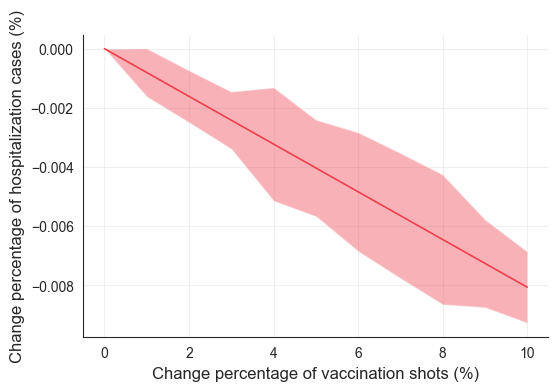 Change percentage of hospitalization cases (%)
0.000
−0.002
−0.004
−0.006
−0.008
0 2 4 6 8 10
Change percentage of vaccination shots (%)